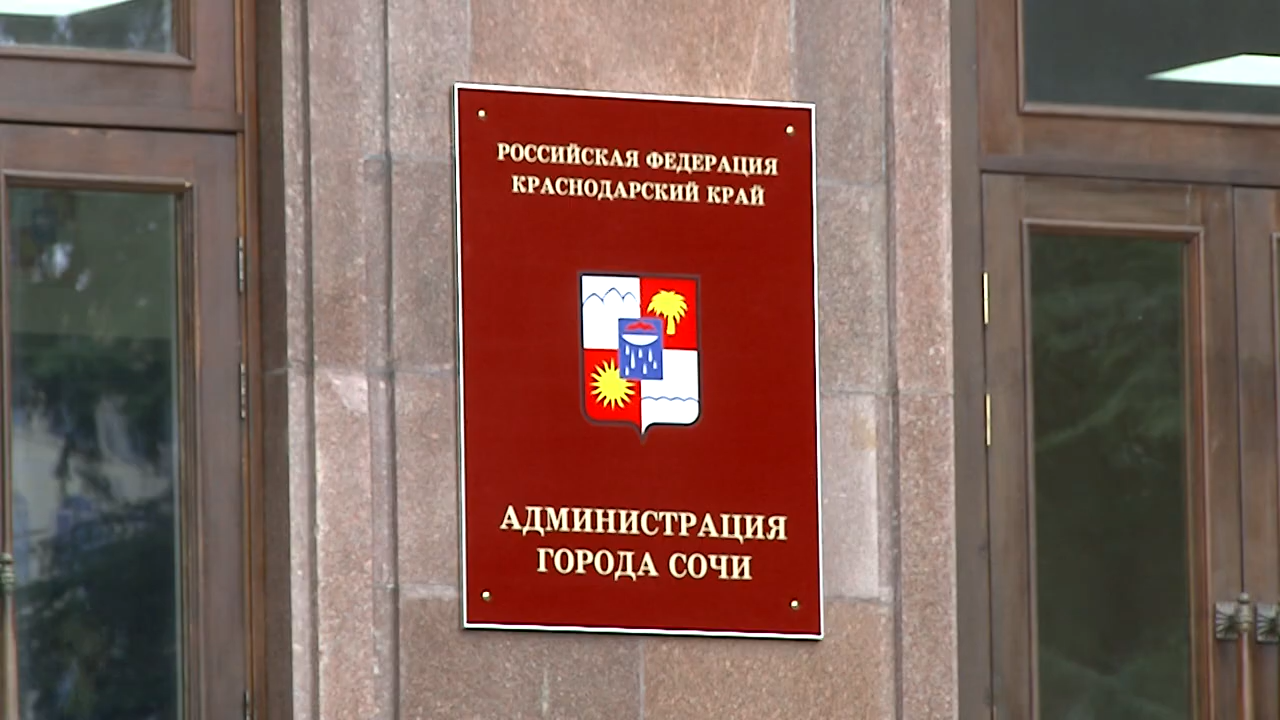 РОССИЙСКАЯ ФЕДЕРАЦИЯ
КРАСНОДАРСКИЙ КРАЙ
АДМИНИСТРАЦИЯ
ГОРОДА СОЧИ